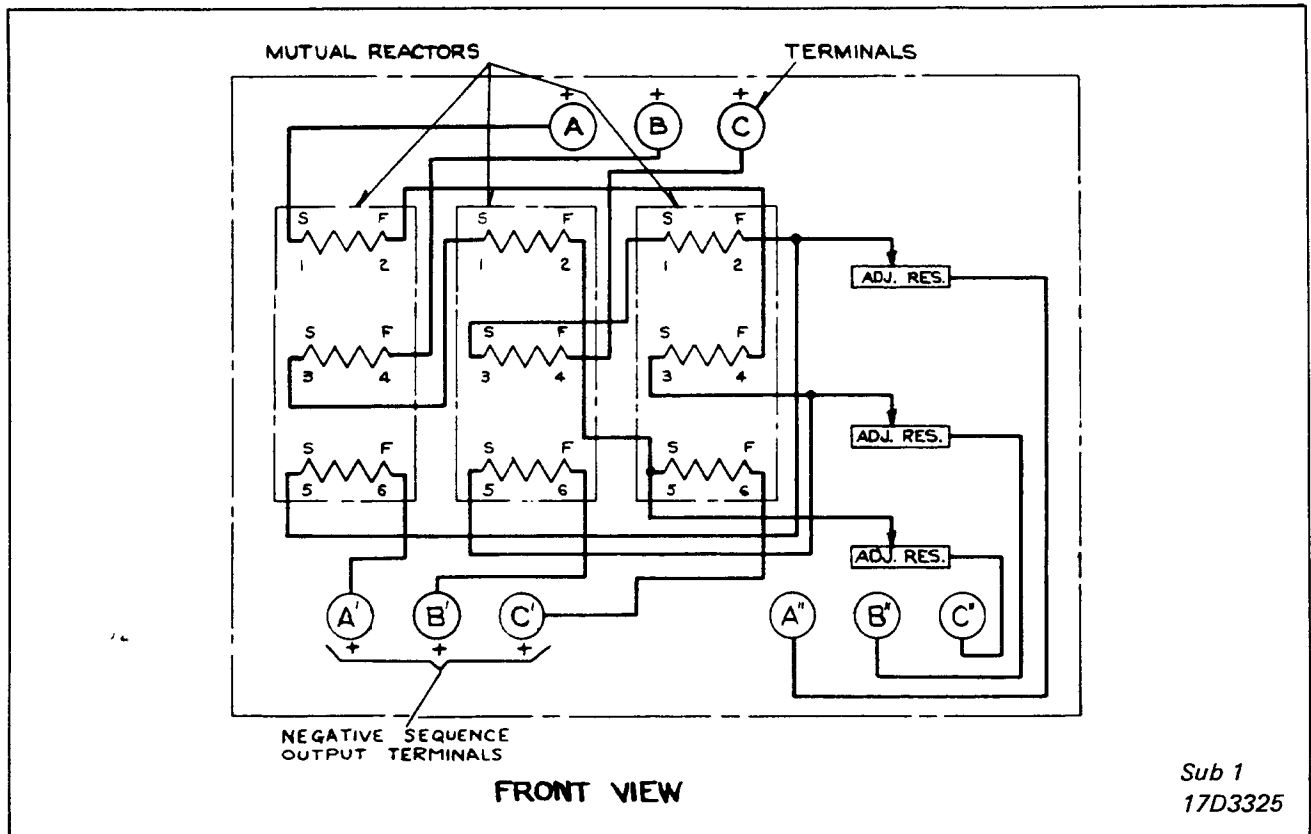 MUTUAL REACTORS
TERMINALS
+ + +
A B C
S F S F S F
1 2 1 2 1 2
ADJ. RES.
S F S F S F
3 4 3 4 3 4
ADJ. RES.
S F S F S F
5 6 5 6 5 6
ADJ. RES.
A' B' C' A" B" C"
+ + +
NEGATIVE SEQUENCE
OUTPUT TERMINALS
FRONT VIEW
Sub 1
17D3325